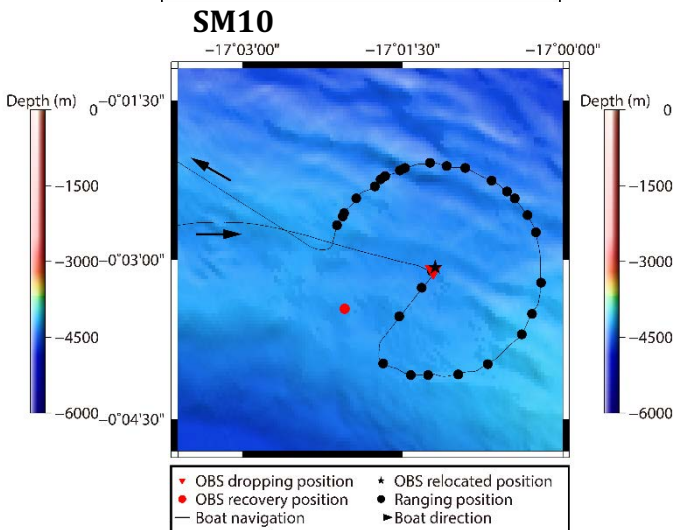 SM10
−17°03'00" −17°01'30" −17°00'00"
Depth (m) Depth (m)
0 −0°01'30" 0
−1500 −1500
−3000 −0°03'00" −3000
−4500 −4500
−6000 −0°04'30" −6000
OBS dropping position OBS relocated position
OBS recovery position Ranging position
Boat navigation Boat direction